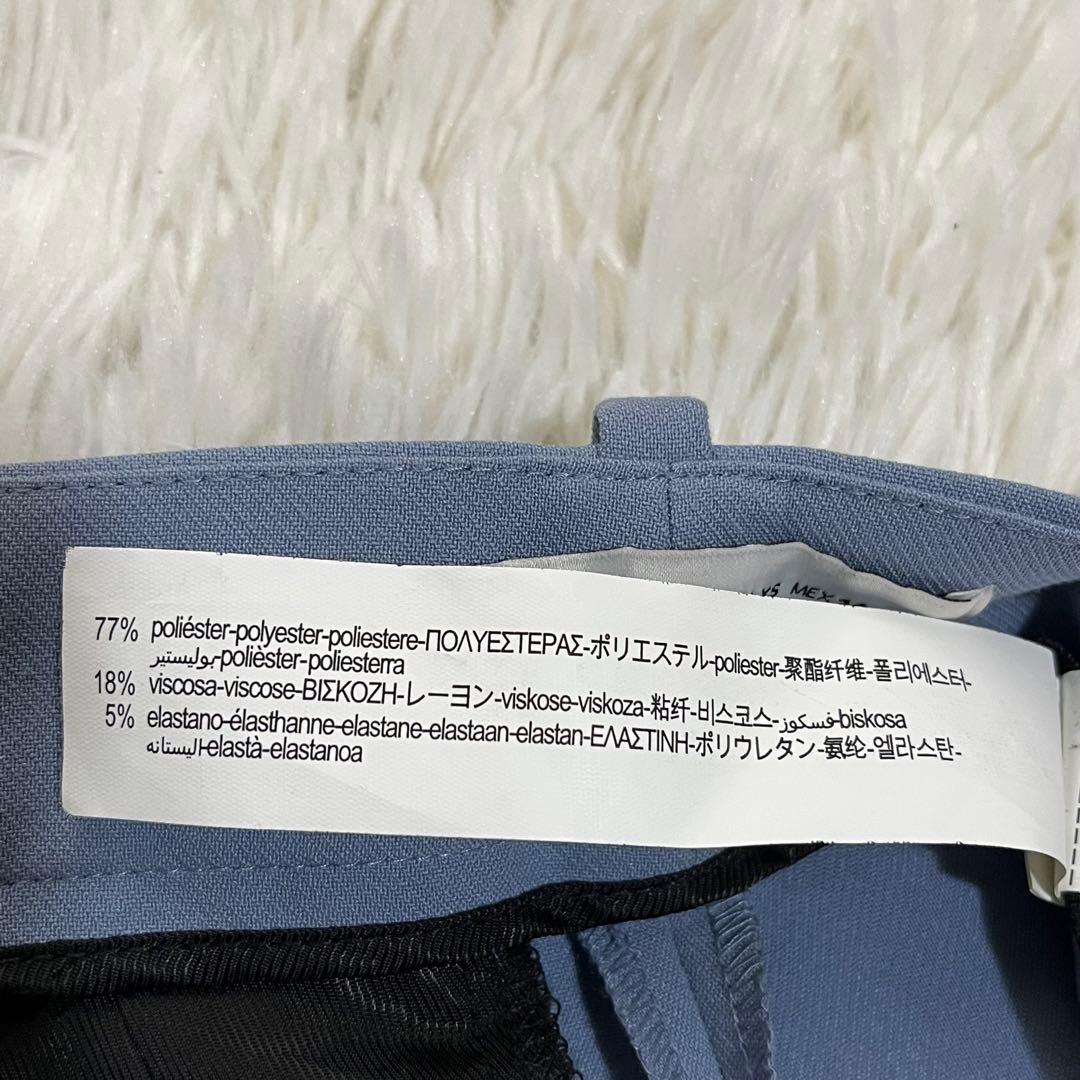 XS MEX
77% poliéster-polyester-poliestere-ΠΟΛΥΕΣΤΕΡΑΣ-ポリエステル-poliester-聚酯纤维-폴리에스터-
بوليستير-polièster-poliesterra
18% viscosa-viscose-ΒΙΣΚΟΖΗ-レーヨン-viskose-viskoza-粘纤-비스코스-فسكوز-biskosa
5% elastano-élasthanne-elastane-elastaan-elastan-ΕΛΑΣΤΙΝΗ-ポリウレタン-氨纶-엘라스탄-
اليستانه-elastà-elastanoa